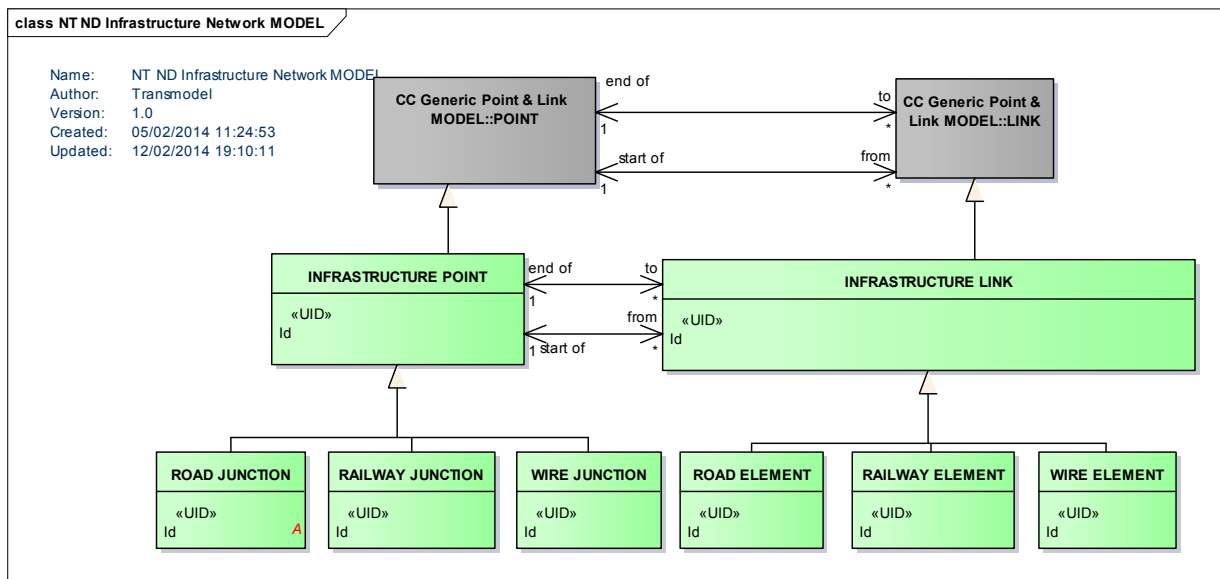 class NT ND Infrastructure Network MODEL
Name: NT ND Infrastructure Network MODEL
Author: Transmodel
Version: 1.0
Created: 05/02/2014 11:24:53
Updated: 12/02/2014 19:10:11
CC Generic Point & Link
MODEL::POINT
end of
1
to
*
start of
1
from
*
CC Generic Point &
Link MODEL::LINK
INFRASTRUCTURE POINT
«UID»
Id
end of
1
to
*
from
*
1
start of
INFRASTRUCTURE LINK
«UID»
Id
ROAD JUNCTION
«UID»
Id
A
RAILWAY JUNCTION
«UID»
Id
WIRE JUNCTION
«UID»
Id
ROAD ELEMENT
«UID»
Id
RAILWAY ELEMENT
«UID»
Id
WIRE ELEMENT
«UID»
Id